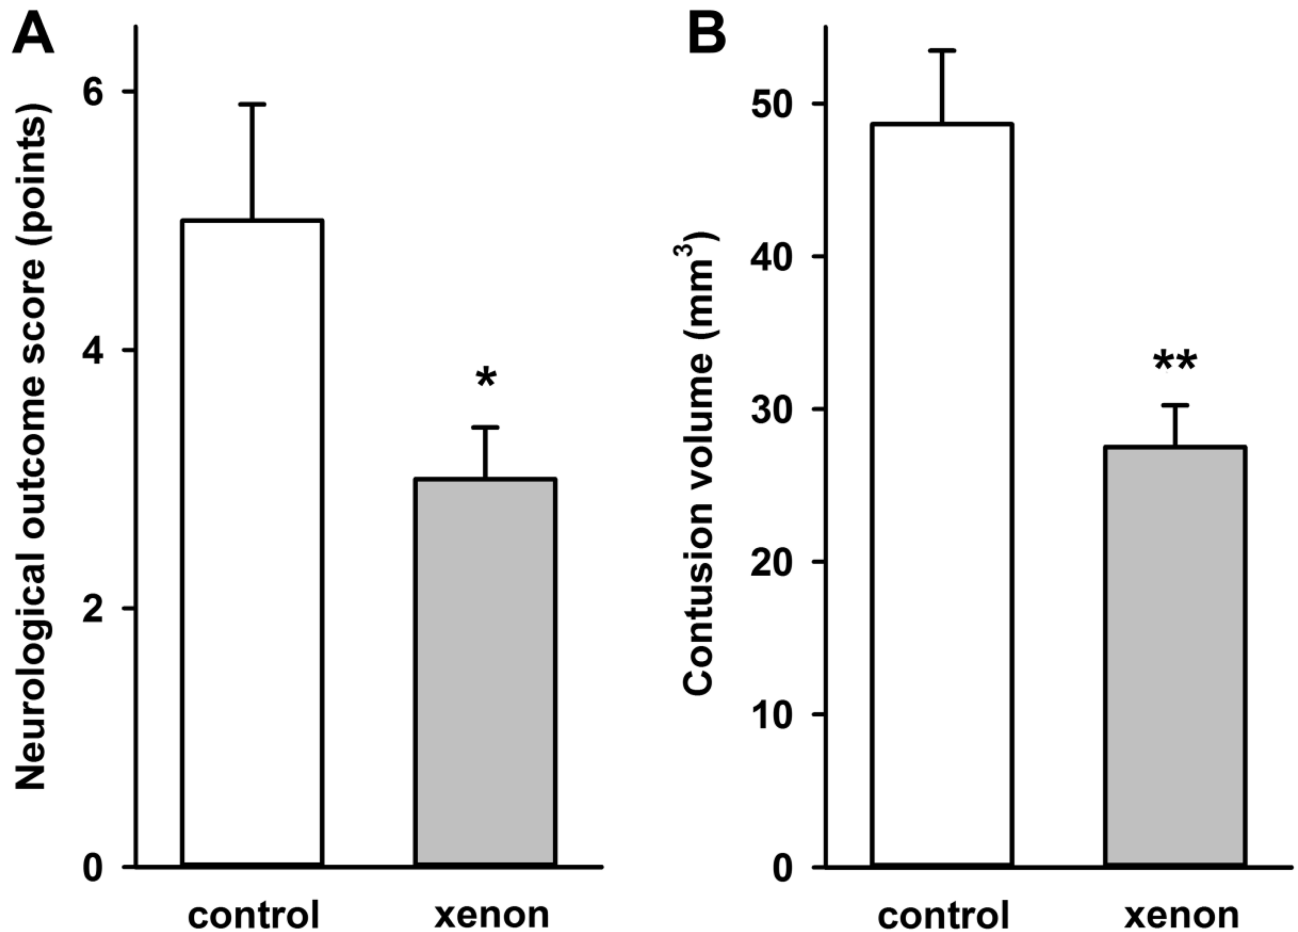 A
Neurological outcome score (points)
6
4
2
0
*
control
xenon
B
Contusion volume (mm³)
50
40
30
20
10
0
**
control
xenon